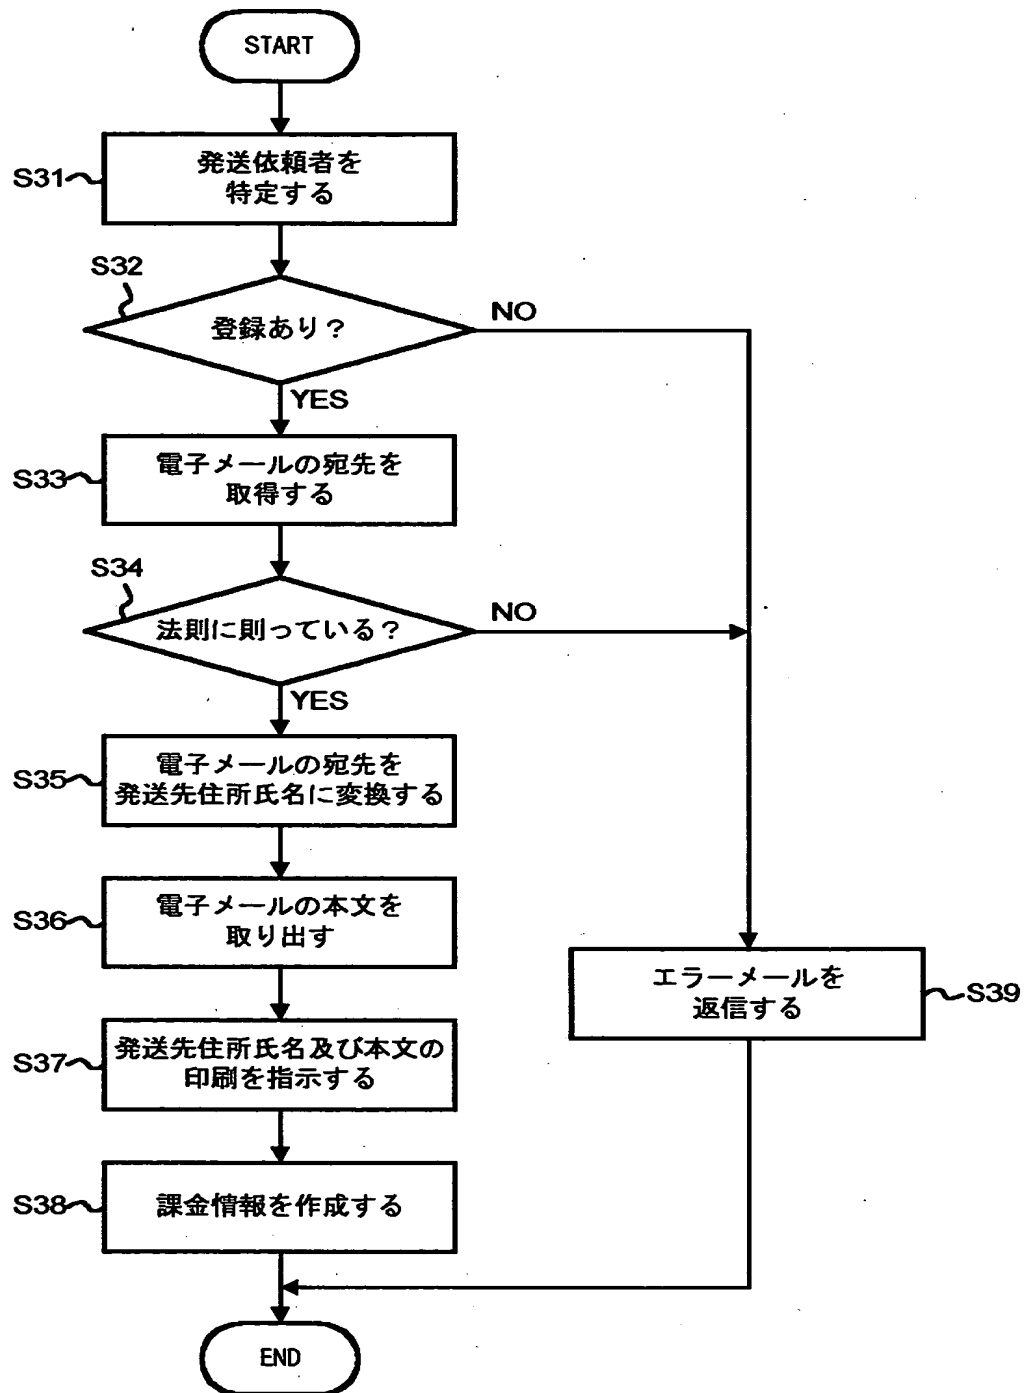 START
S31
発送依頼者を
特定する
S32
登録あり?
NO
YES
S33
電子メールの宛先を
取得する
S34
法則に則っている?
NO
YES
S35
電子メールの宛先を
発送先住所氏名に変換する
S36
電子メールの本文を
取り出す
S37
発送先住所氏名及び本文の
印刷を指示する
エラーメールを
返信する
S39
S38
課金情報を作成する
END